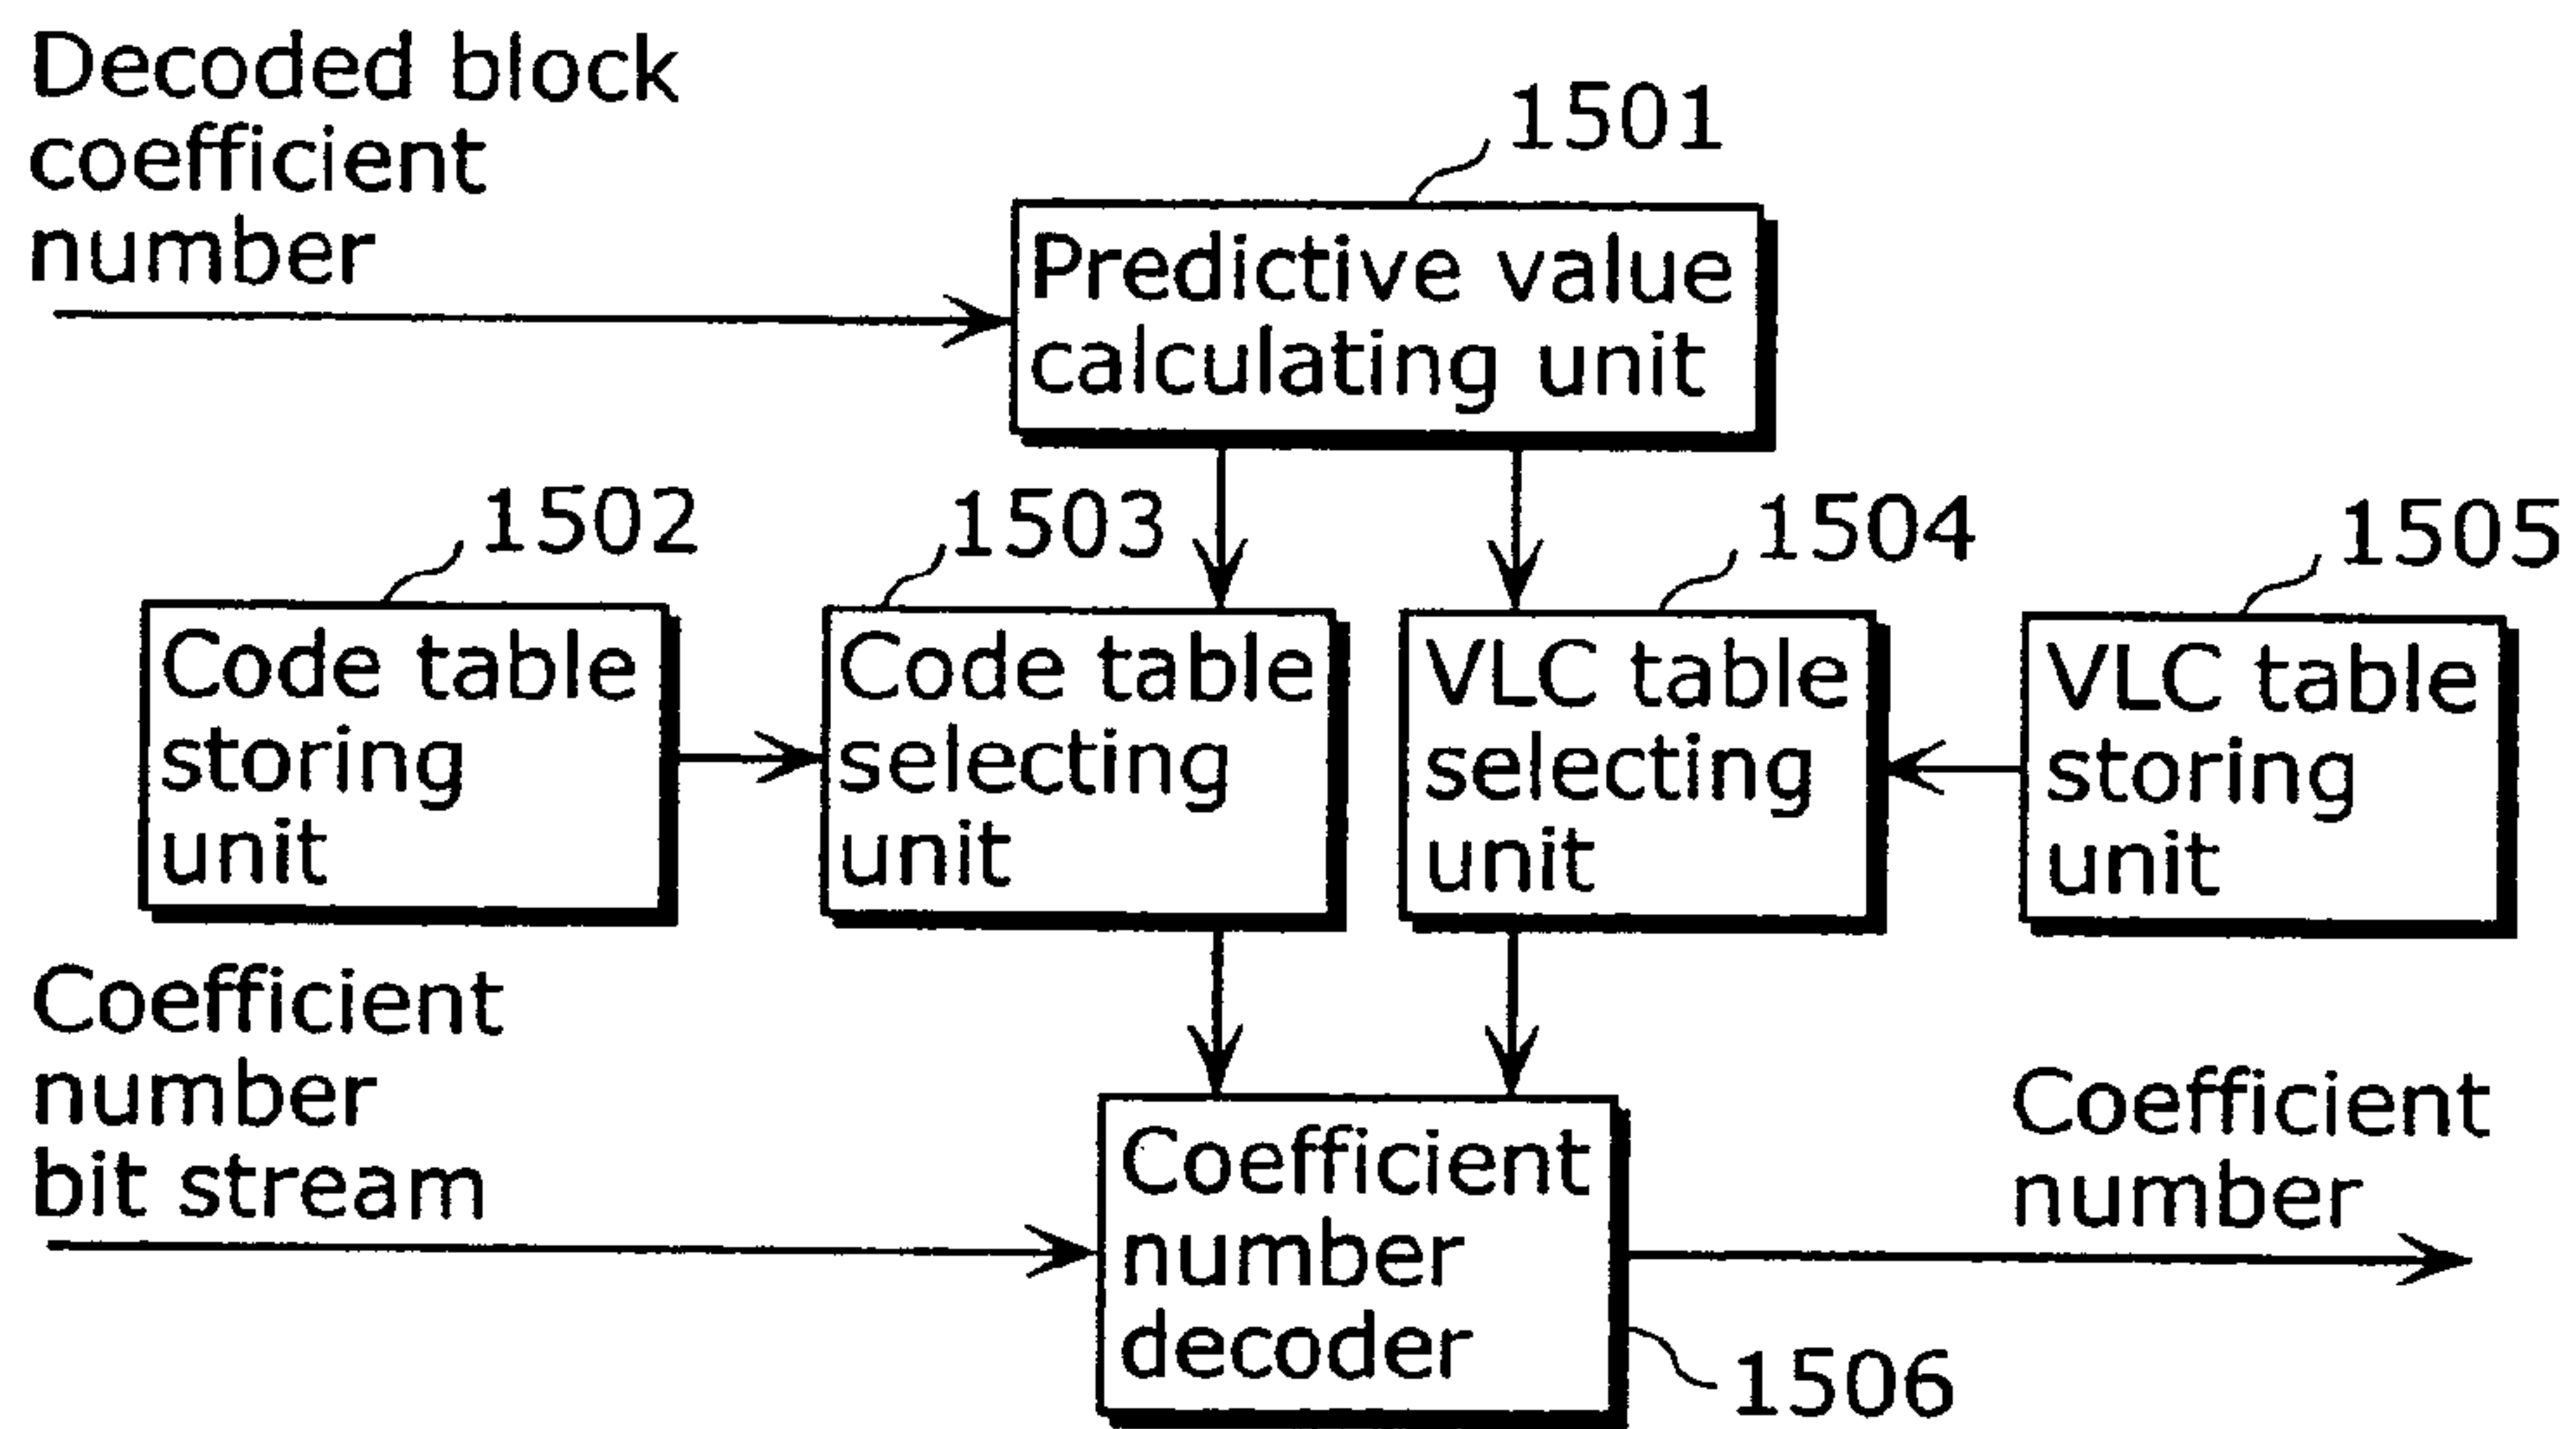 Decoded block
coefficient
number
1501
Predictive value
calculating unit
1502
1503
1504
1505
Code table
storing
unit
Code table
selecting
unit
VLC table
selecting
unit
VLC table
storing
unit
Coefficient
number
bit stream
Coefficient
number
decoder
Coefficient
number
1506